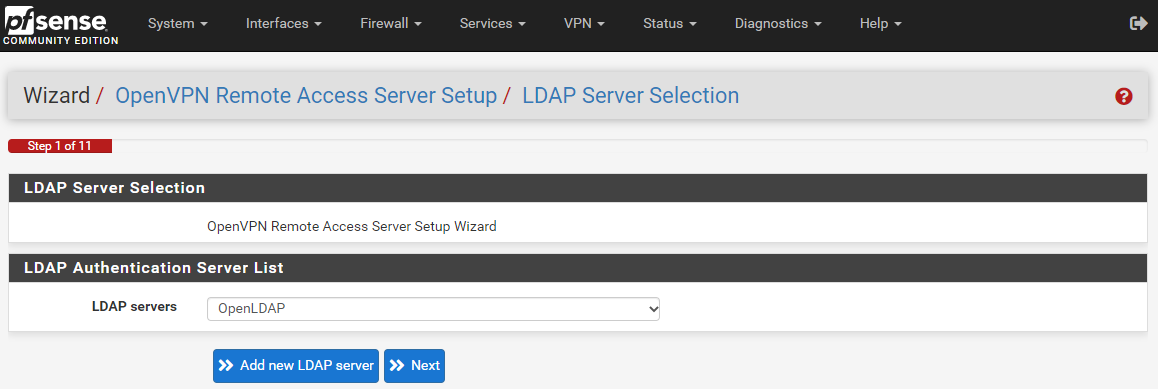 pfsense
COMMUNITY EDITION
System Interfaces Firewall Services VPN Status Diagnostics Help
Wizard / OpenVPN Remote Access Server Setup / LDAP Server Selection
Step 1 of 11
LDAP Server Selection
OpenVPN Remote Access Server Setup Wizard
LDAP Authentication Server List
LDAP servers OpenLDAP
Add new LDAP server Next